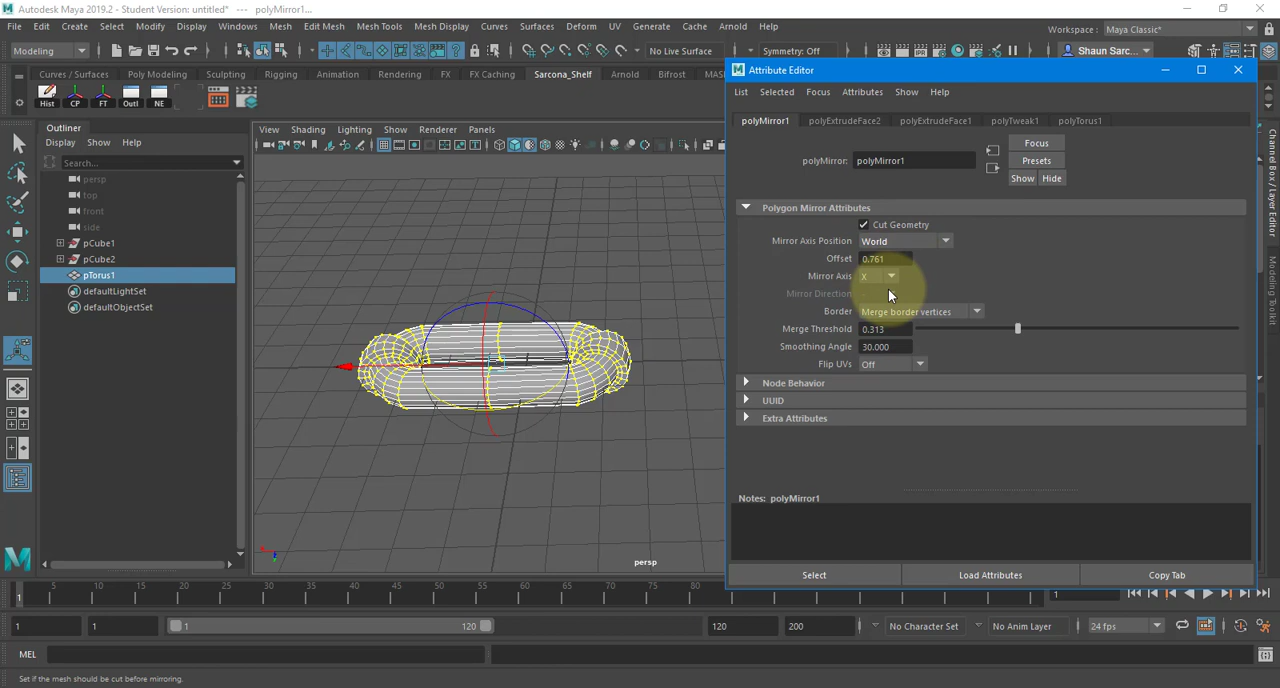 Autodesk Maya 2019.2 - Student Version: untitled* --- polyMirror1...
File Edit Create Select Modify Display Windows Mesh Edit Mesh Mesh Tools Mesh Display Curves Surfaces Deform UV Generate Cache Arnold Help
Workspace: Maya Classic*
Modeling No Live Surface Symmetry: Off Shaun Sarc...
Curves / Surfaces Poly Modeling Sculpting Rigging Animation Rendering FX FX Caching Sarcona_Shelf Arnold Bifrost MAS
Hist CP FT Outl NE
Attribute Editor
List Selected Focus Attributes Show Help
polyMirror1 polyExtrudeFace2 polyExtrudeFace1 polyTweak1 polyTorus1
polyMirror: polyMirror1
Focus
Presets
Show Hide
Polygon Mirror Attributes
Cut Geometry
Mirror Axis Position World
Offset 0.761
Mirror Axis X
Mirror Direction
Border Merge border vertices
Merge Threshold 0.313
Smoothing Angle 30.000
Flip UVs Off
Node Behavior
UUID
Extra Attributes
Notes: polyMirror1
Select Load Attributes Copy Tab
Outliner
Display Show Help
Search...
persp
top
front
side
pCube1
pCube2
pTorus1
defaultLightSet
defaultObjectSet
View Shading Lighting Show Renderer Panels
persp
Channel Box / Layer Editor
Modeling Toolkit
Attribute Editor
5 10 15 20 25 30 35 40 45 50 55 60 65 70 75 80 85 90 95 100 105 110 115 120
1 1
1 1 1 120 120 200 No Character Set No Anim Layer 24 fps
MEL
Set if the mesh should be cut before mirroring.